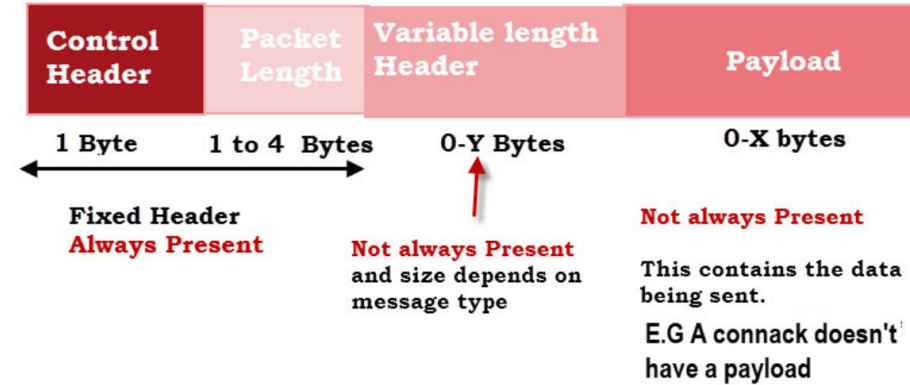 Control
Header
Packet
Length
Variable length
Header
Payload
1 Byte
1 to 4 Bytes
0-Y Bytes
0-X bytes
Fixed Header
Always Present
Not always Present
and size depends on
message type
Not always Present
This contains the data
being sent.
E.G A connack doesn't'
have a payload